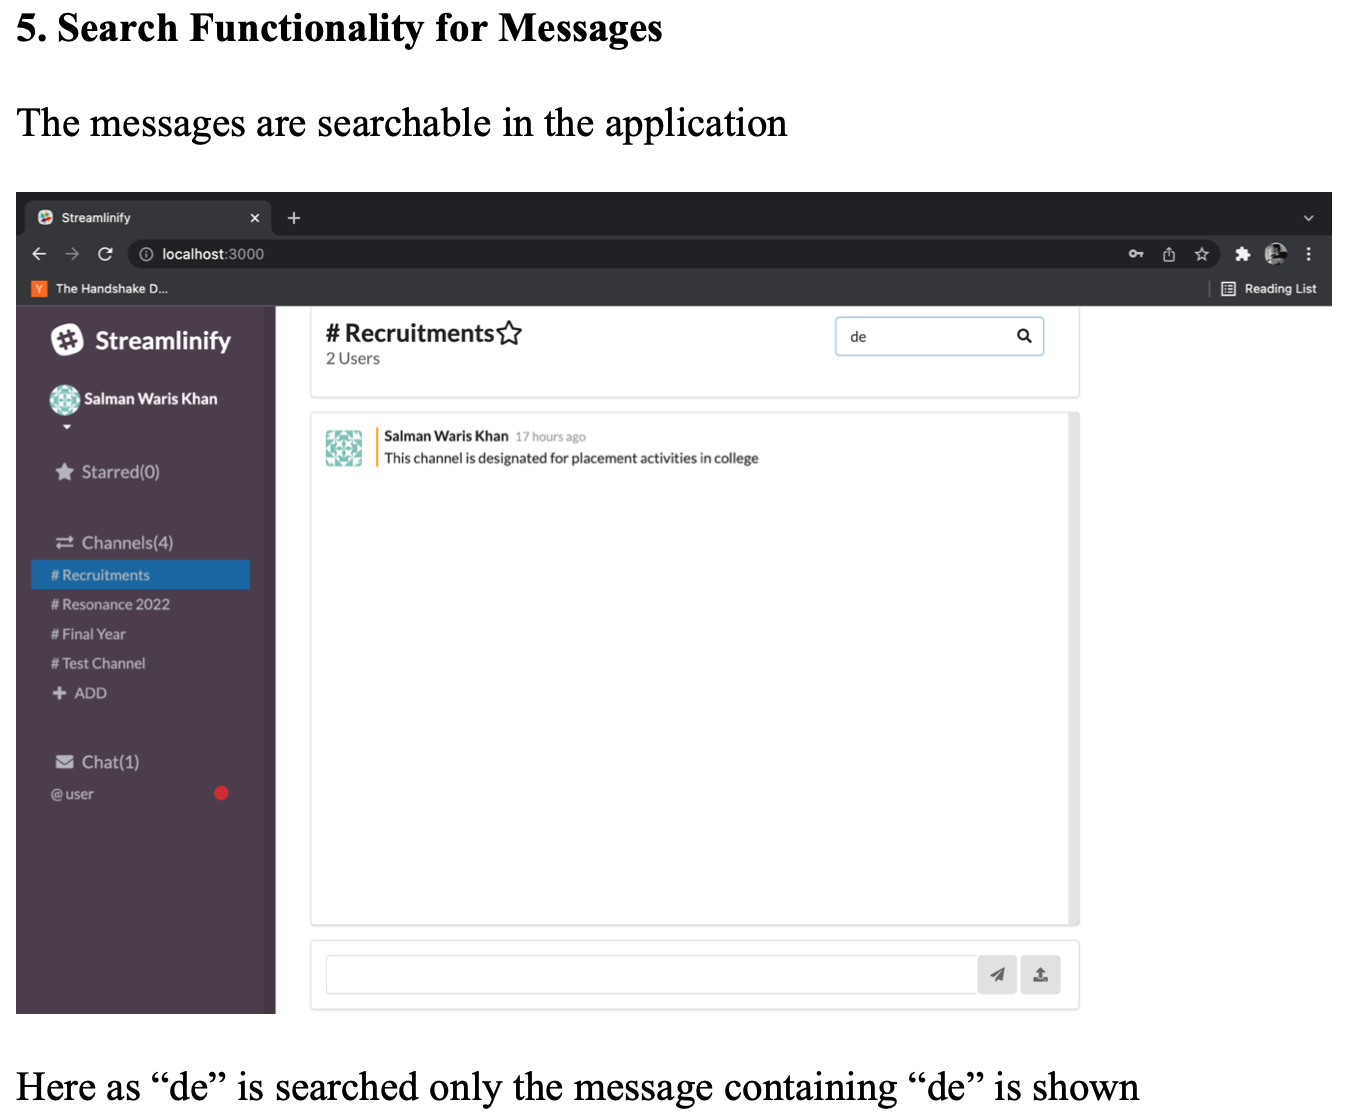 5. Search Functionality for Messages
The messages are searchable in the application
Streamlinify
localhost:3000
Y The Handshake D...
Reading List
# Streamlinify
Salman Waris Khan
Starred(0)
Channels(4)
# Recruitments
# Resonance 2022
# Final Year
# Test Channel
+ ADD
Chat(1)
@ user
# Recruitments
2 Users
de
Salman Waris Khan 17 hours ago
This channel is designated for placement activities in college
Here as “de” is searched only the message containing “de” is shown